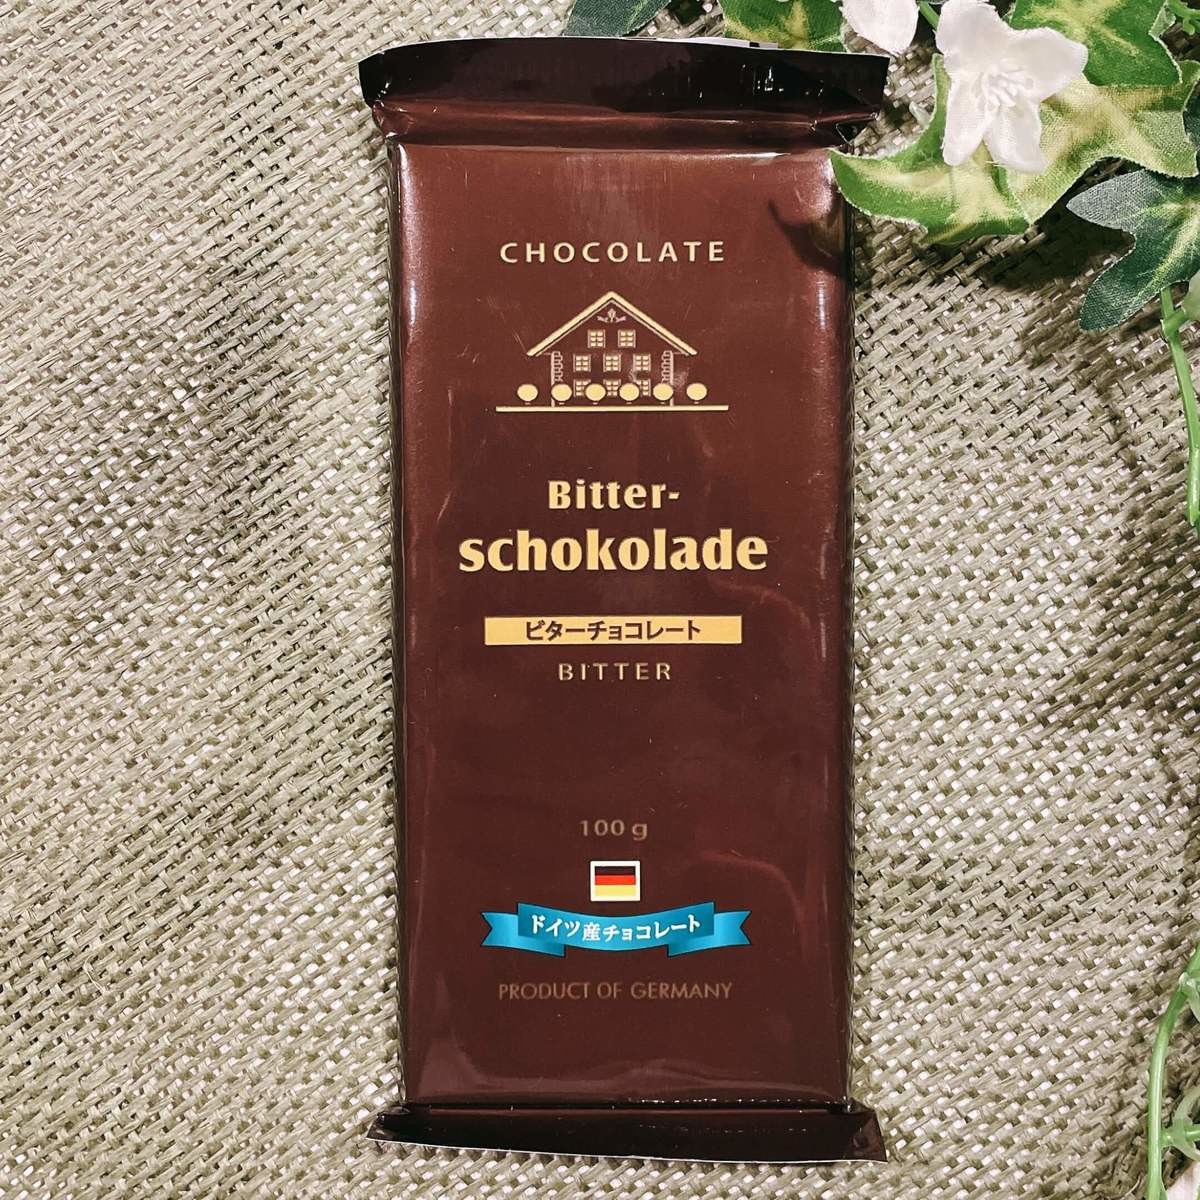 CHOCOLATE
Bitter-
schokolade
ビターチョコレート
BITTER
100 g
ドイツ産チョコレート
PRODUCT OF GERMANY